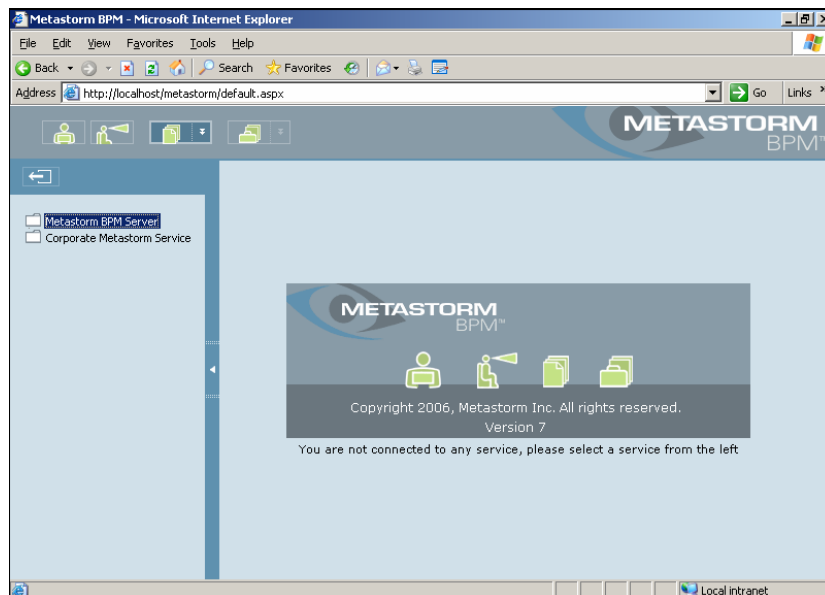 Metastorm BPM - Microsoft Internet Explorer
File Edit View Favorites Tools Help
Back Search Favorites
Address http://localhost/metastorm/default.aspx Go Links »
METASTORM
BPM™
Metastorm BPM Server
Corporate Metastorm Service
METASTORM
BPM™
Copyright 2006, Metastorm Inc. All rights reserved.
Version 7
You are not connected to any service, please select a service from the left
Local intranet